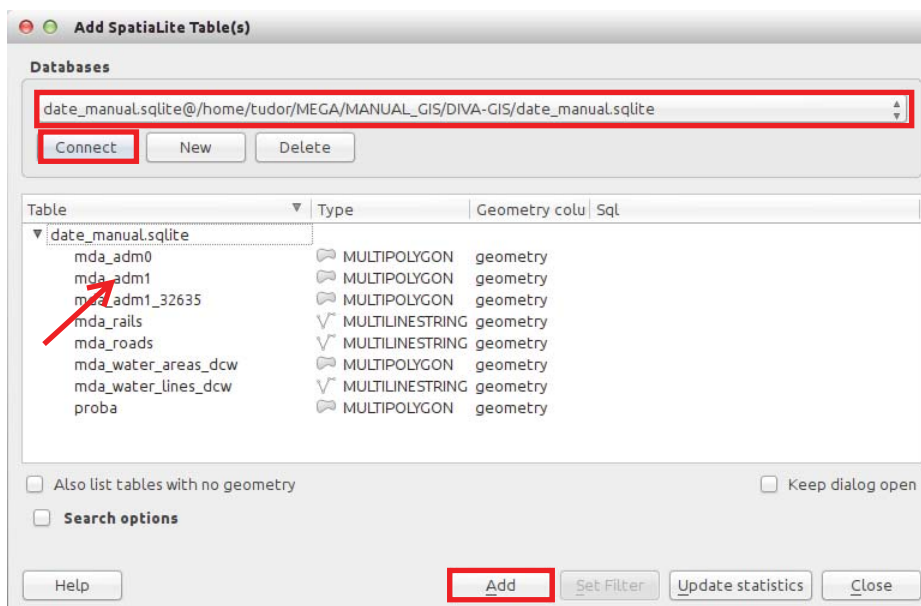 Add SpatiaLite Table(s)
Databases
date_manual.sqlite@/home/tudor/MEGA/MANUAL_GIS/DIVA-GIS/date_manual.sqlite
Connect New Delete
Table Type Geometry colu Sql
date_manual.sqlite
mda_adm0 MULTIPOLYGON geometry
mda_adm1 MULTIPOLYGON geometry
mda_adm1_32635 MULTIPOLYGON geometry
mda_rails MULTILINESTRING geometry
mda_roads MULTILINESTRING geometry
mda_water_areas_dcw MULTIPOLYGON geometry
mda_water_lines_dcw MULTILINESTRING geometry
proba MULTIPOLYGON geometry
Also list tables with no geometry Keep dialog open
Search options
Help Add Set Filter Update statistics Close